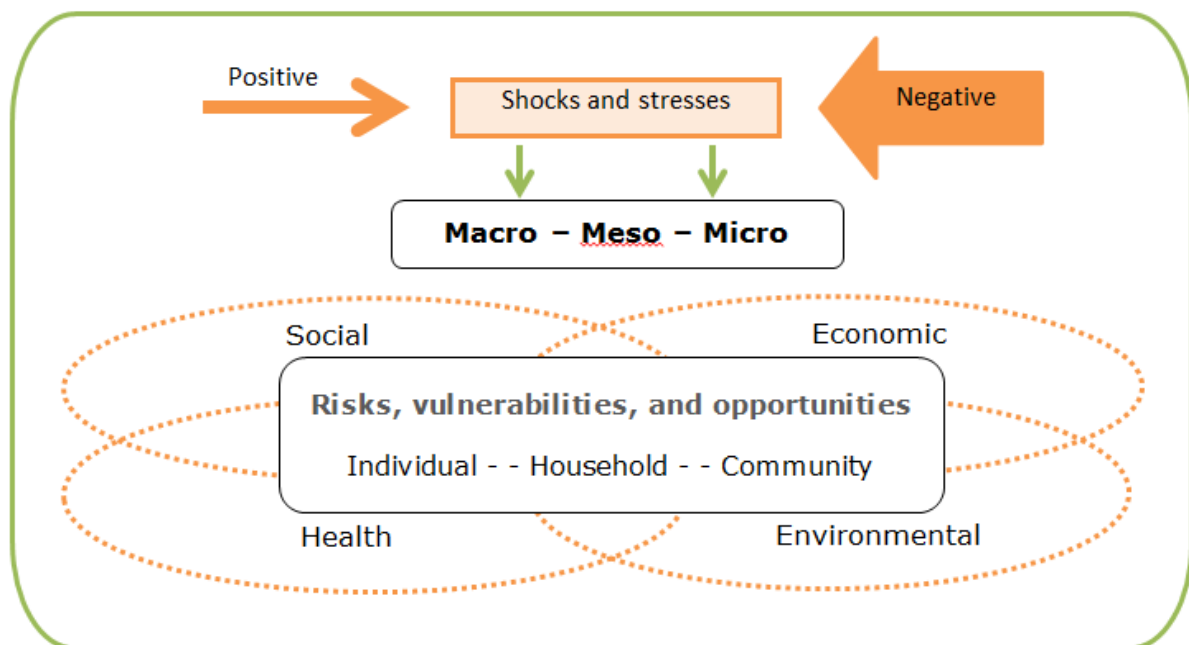 Positive
Shocks and stresses
Negative
Macro – Meso – Micro
Social
Economic
Risks, vulnerabilities, and opportunities
Individual - - Household - - Community
Health
Environmental